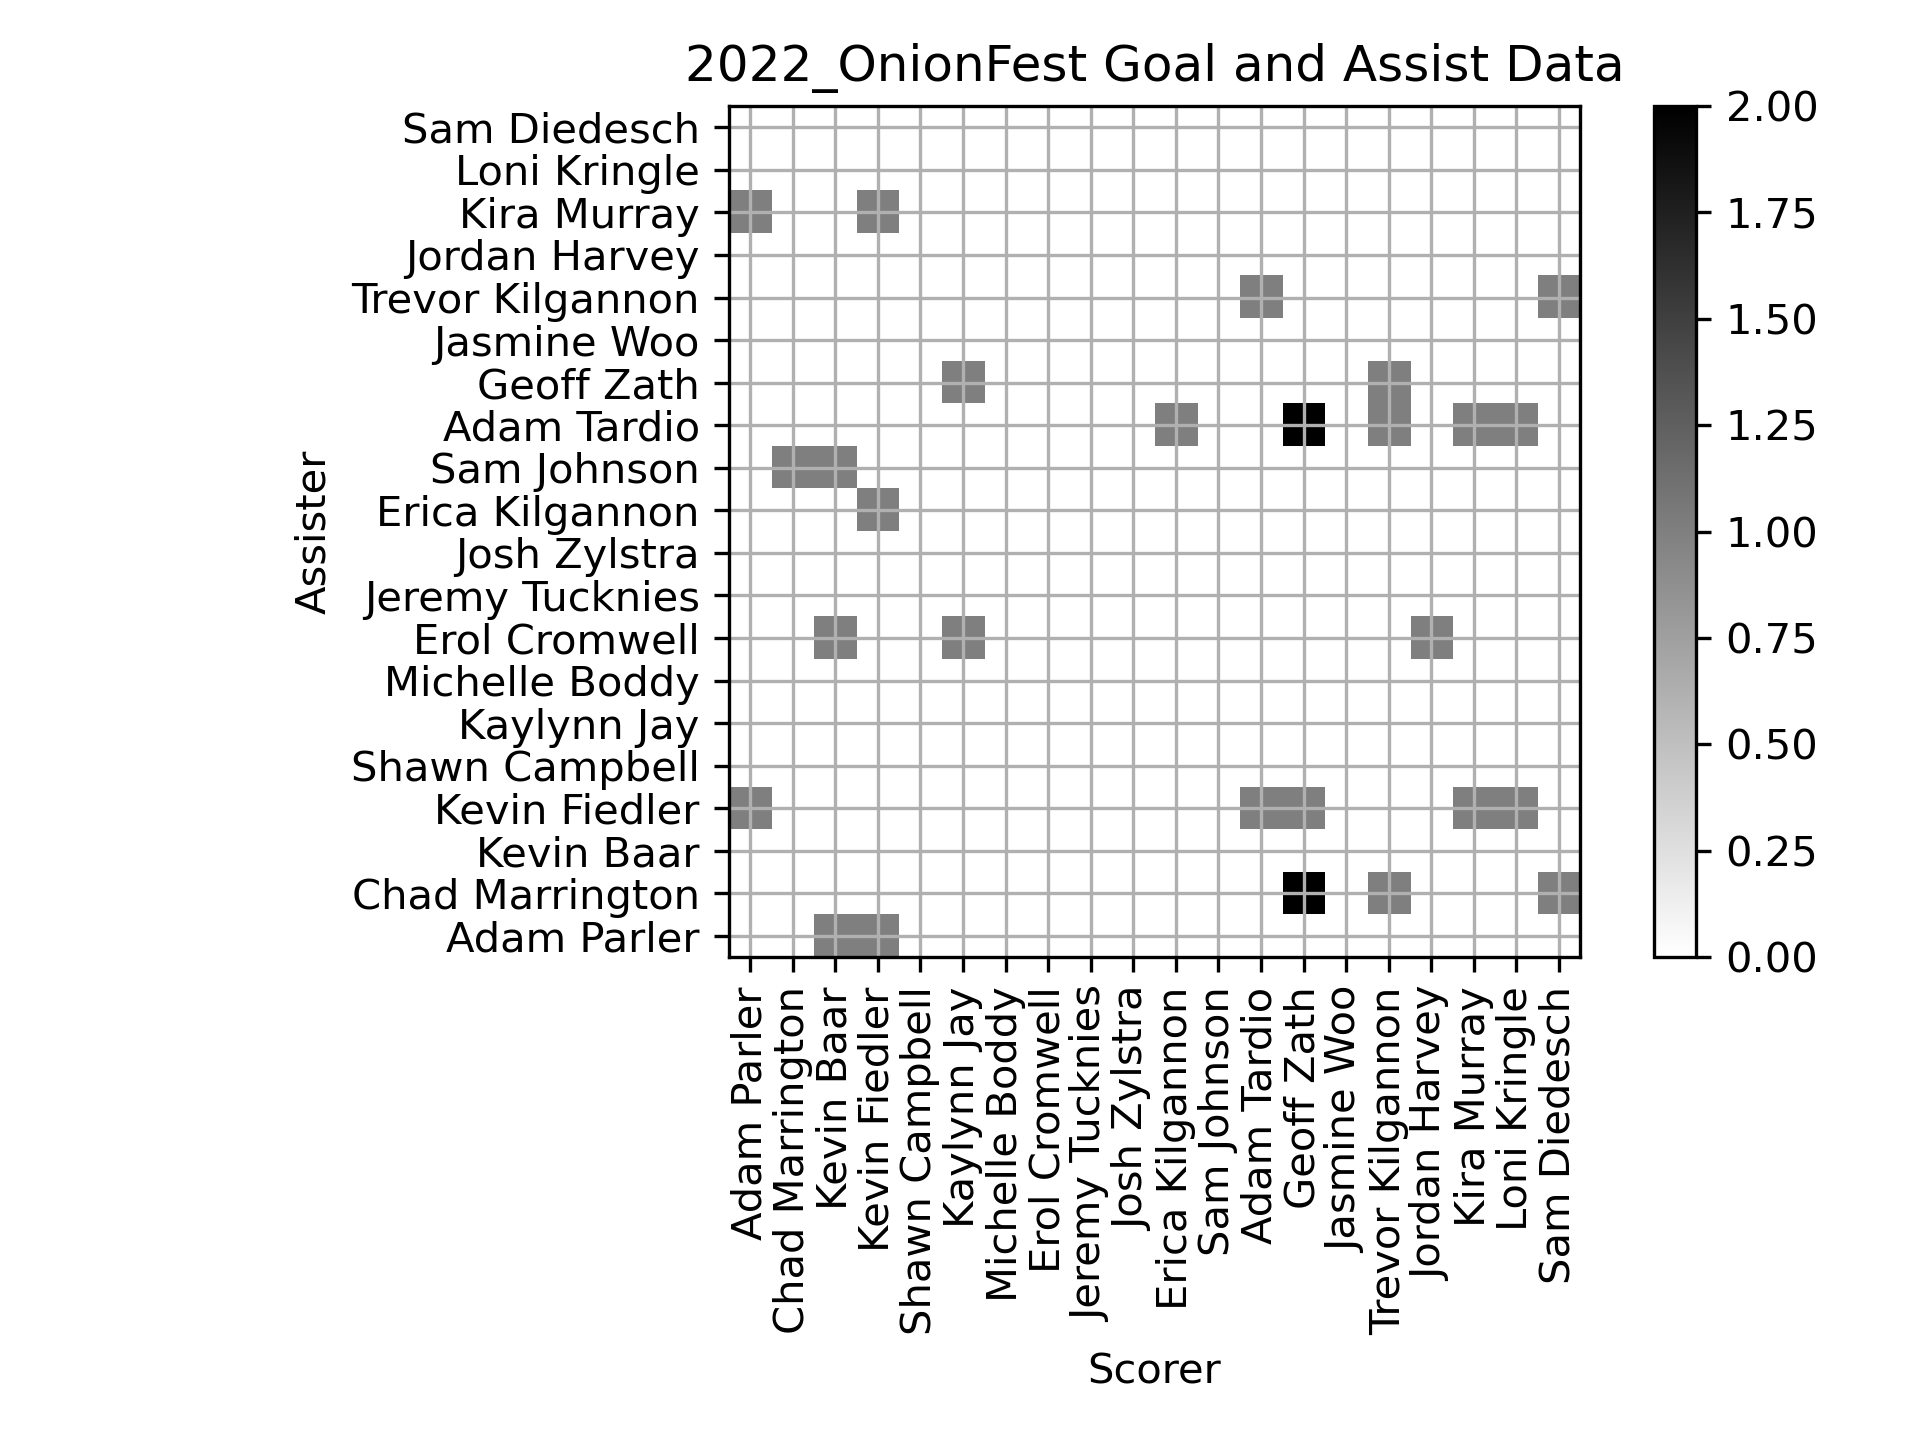 2022_OnionFest Goal and Assist Data
Sam Diedesch
Loni Kringle
Kira Murray
Jordan Harvey
Trevor Kilgannon
Jasmine Woo
Geoff Zath
Adam Tardio
Sam Johnson
Erica Kilgannon
Josh Zylstra
Jeremy Tucknies
Erol Cromwell
Michelle Boddy
Kaylynn Jay
Shawn Campbell
Kevin Fiedler
Kevin Baar
Chad Marrington
Adam Parler
Assister
Adam Parler
Chad Marrington
Kevin Baar
Kevin Fiedler
Shawn Campbell
Kaylynn Jay
Michelle Boddy
Erol Cromwell
Jeremy Tucknies
Josh Zylstra
Erica Kilgannon
Sam Johnson
Adam Tardio
Geoff Zath
Jasmine Woo
Trevor Kilgannon
Jordan Harvey
Kira Murray
Loni Kringle
Sam Diedesch
Scorer
2.00
1.75
1.50
1.25
1.00
0.75
0.50
0.25
0.00